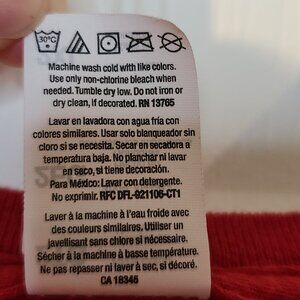 30°C
Machine wash cold with like colors.
Use only non-chlorine bleach when
needed. Tumble dry low. Do not iron or
dry clean, if decorated. RN 13765
Lavar en lavadora con agua fría con
colores similares. Usar solo blanqueador sin
cloro si se necesita. Secar en secadora a
temperatura baja. No planchar ni lavar
en seco, si tiene decoración.
Para México: Lavar con detergente.
No exprimir. RFC DFL-921106-CT1
Laver à la machine à l'eau froide avec
des couleurs similaires. Utiliser un
javellisant sans chlore si nécessaire.
Sécher à la machine à basse température.
Ne pas repasser ni laver à sec, si décoré.
CA 18345